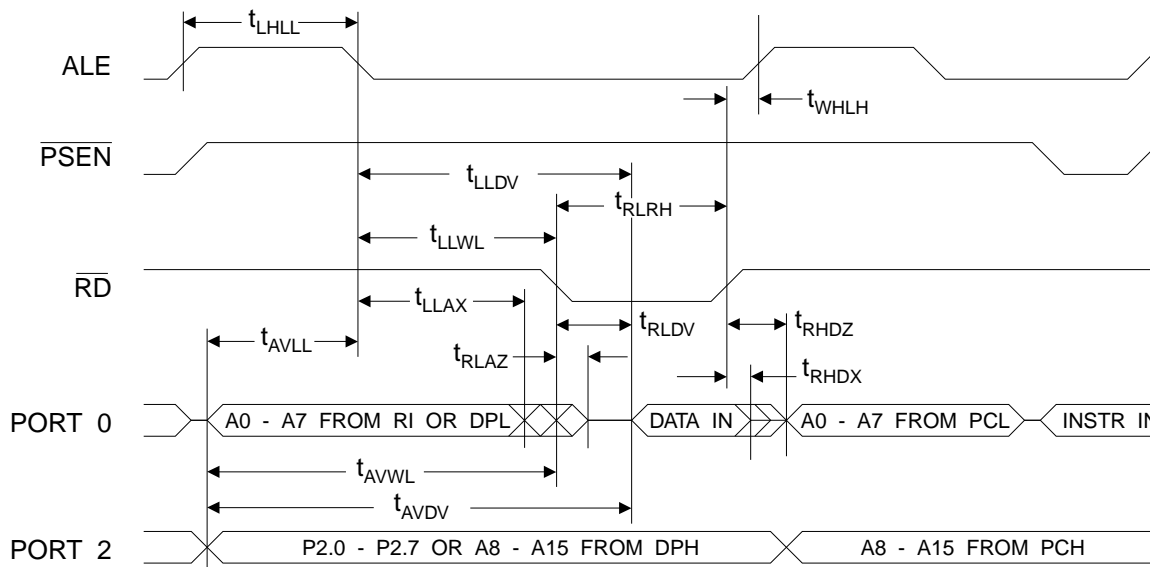 tLHLL
ALE
tWHLH
PSEN
tLLDV
tRLRH
tLLWL
RD
tLLAX
tAVLL
tRLDV
tRHDZ
tRLAZ
tRHDX
PORT 0
A0 - A7 FROM RI OR DPL
DATA IN
A0 - A7 FROM PCL
INSTR IN
tAVWL
tAVDV
PORT 2
P2.0 - P2.7 OR A8 - A15 FROM DPH
A8 - A15 FROM PCH